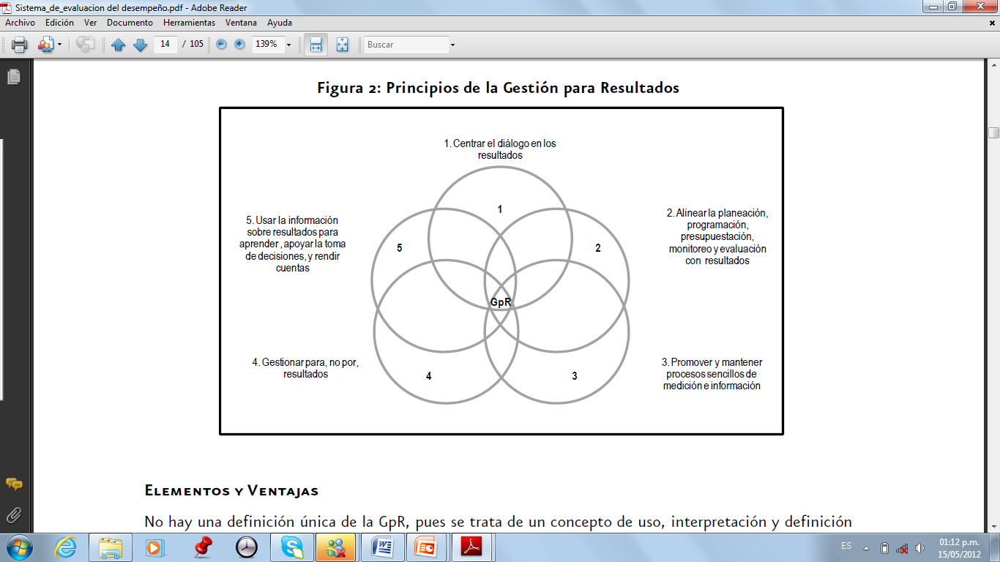 Sistema_de_evaluacion del desempeño.pdf - Adobe Reader
Archivo Edición Ver Documento Herramientas Ventana Ayuda
14 / 105 139% Buscar
Figura 2: Principios de la Gestión para Resultados
1. Centrar el diálogo en los
resultados
1
5. Usar la información
sobre resultados para
aprender , apoyar la toma
de decisiones, y rendir
cuentas
5
2
2. Alinear la planeación,
programación,
presupuestación,
monitoreo y evaluación
con resultados
GpR
4. Gestionar para, no por,
resultados
4
3
3. Promover y mantener
procesos sencillos de
medición e información
Elementos y Ventajas
No hay una definición única de la GpR, pues se trata de un concepto de uso, interpretación y definición
ES
01:12 p.m.
15/05/2012